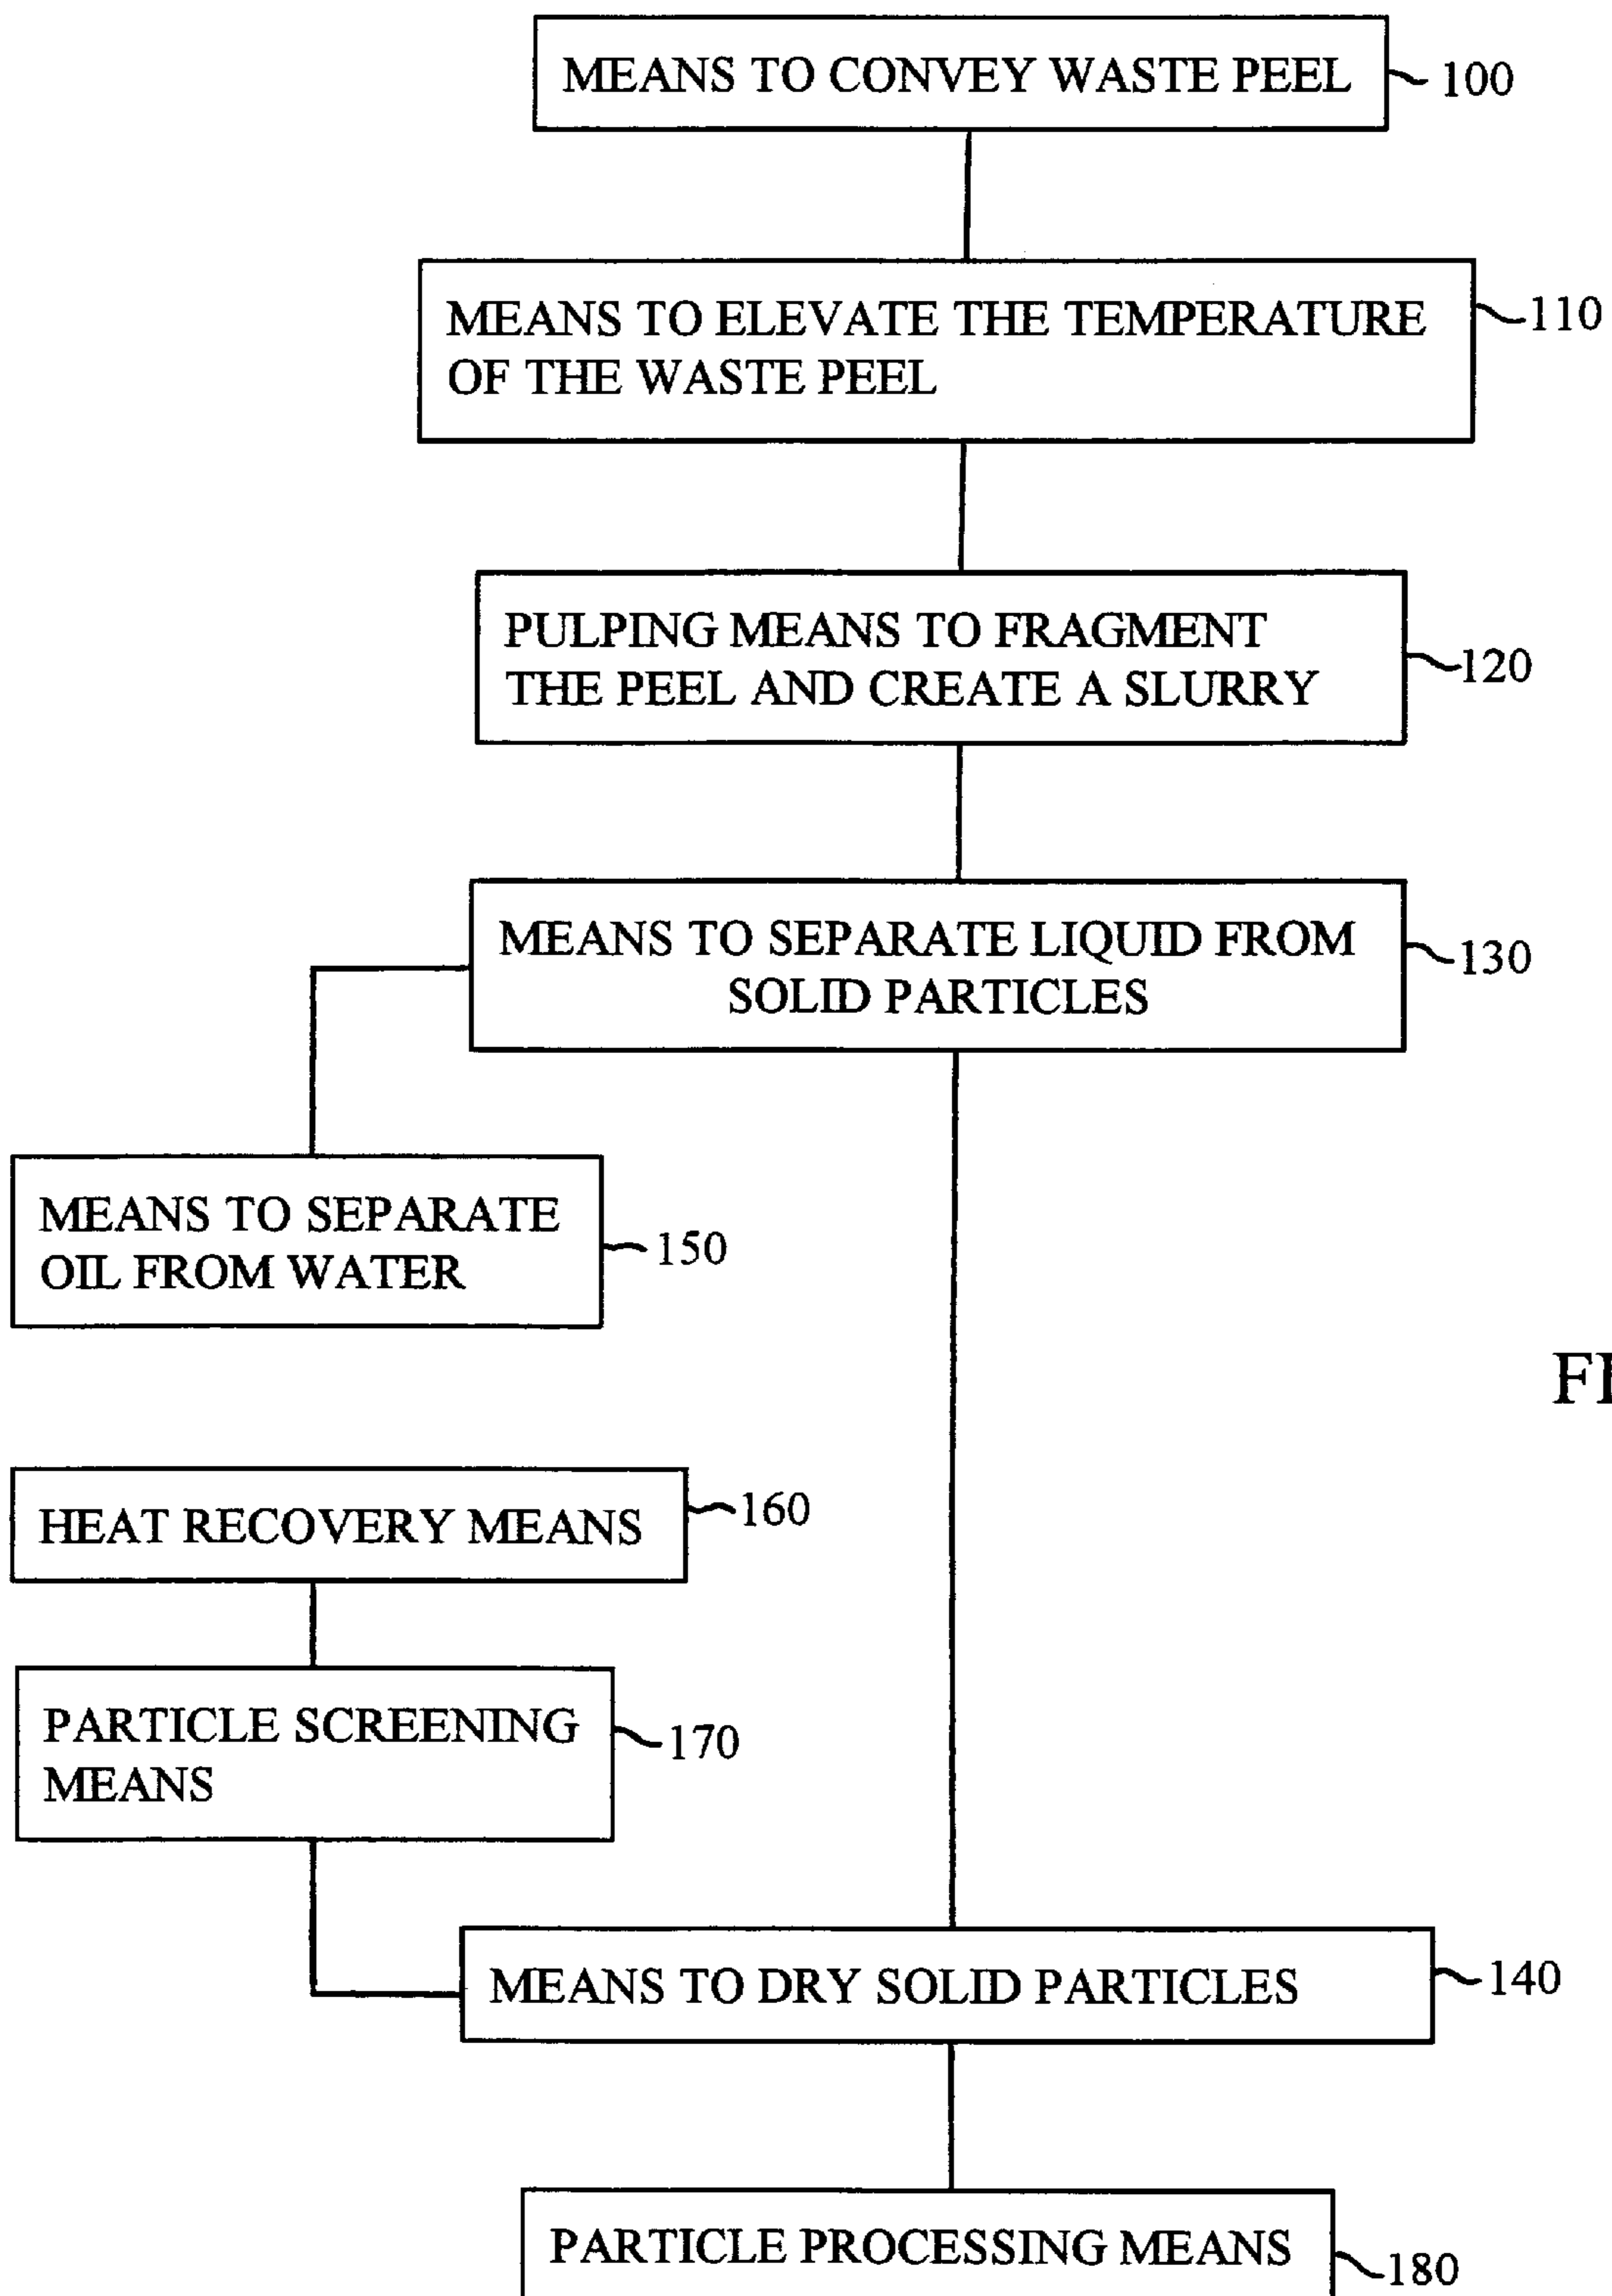 MEANS TO CONVEY WASTE PEEL
100
MEANS TO ELEVATE THE TEMPERATURE
OF THE WASTE PEEL
110
PULPING MEANS TO FRAGMENT
THE PEEL AND CREATE A SLURRY
120
MEANS TO SEPARATE LIQUID FROM
SOLID PARTICLES
130
MEANS TO SEPARATE
OIL FROM WATER
150
HEAT RECOVERY MEANS
160
PARTICLE SCREENING
MEANS
170
MEANS TO DRY SOLID PARTICLES
140
PARTICLE PROCESSING MEANS
180